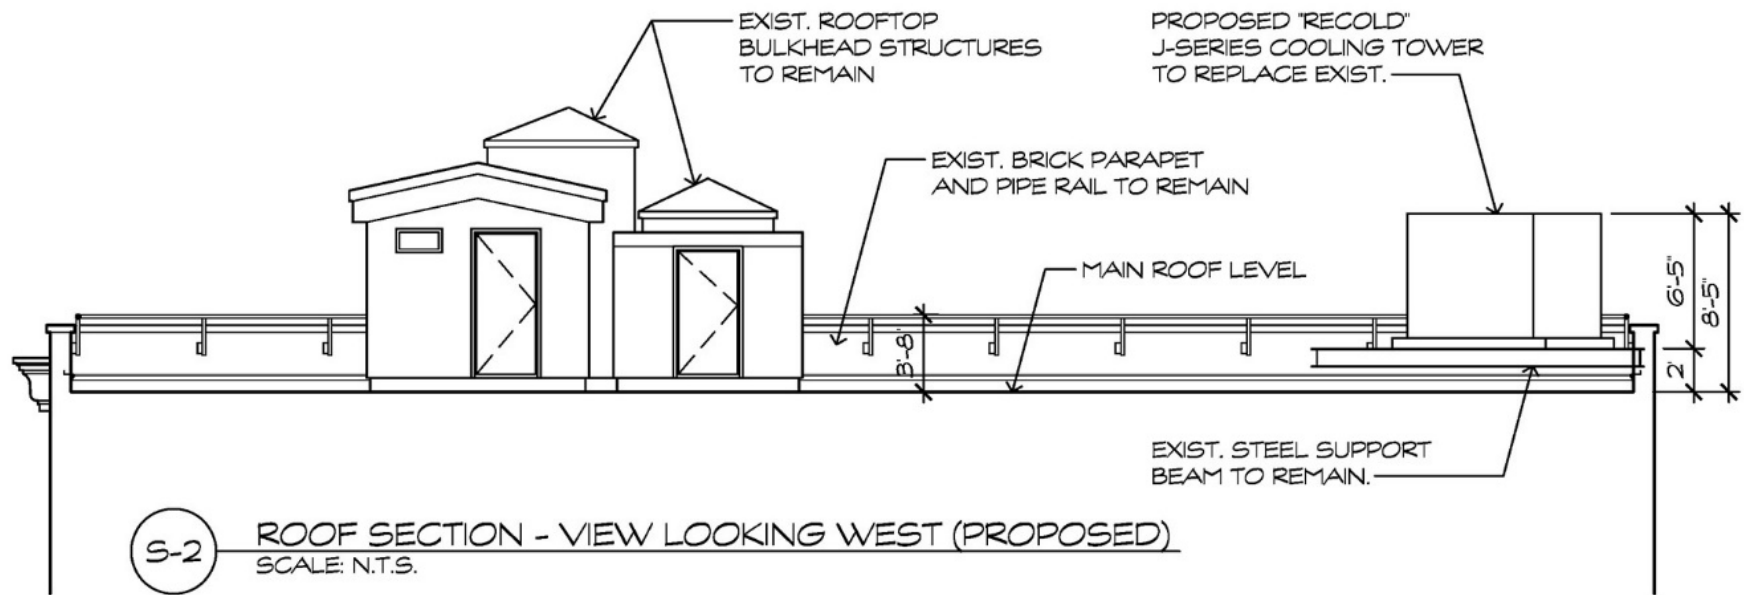 EXIST. ROOFTOP
BULKHEAD STRUCTURES
TO REMAIN
PROPOSED "RECOLD"
J-SERIES COOLING TOWER
TO REPLACE EXIST.
EXIST. BRICK PARAPET
AND PIPE RAIL TO REMAIN
MAIN ROOF LEVEL
3'-8"
6'-5"
8'-5"
2'
EXIST. STEEL SUPPORT
BEAM TO REMAIN.
S-2
ROOF SECTION - VIEW LOOKING WEST (PROPOSED)
SCALE: N.T.S.